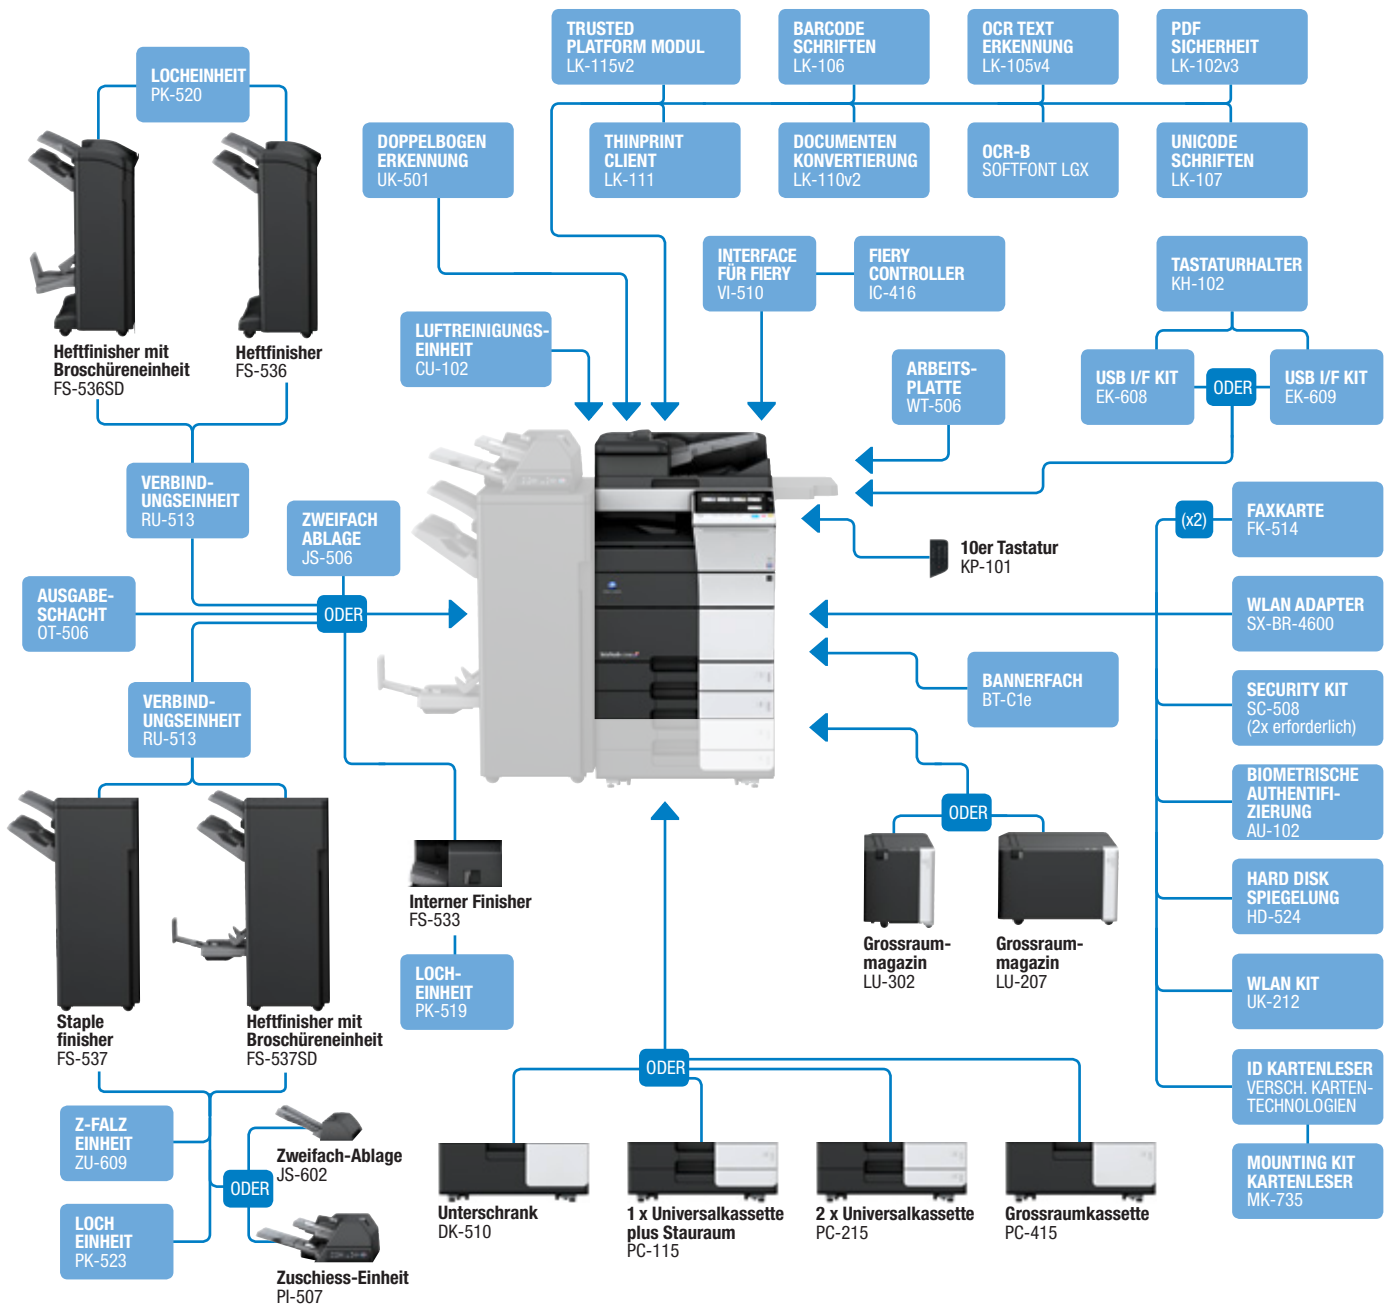 TRUSTED
PLATFORM MODUL
LK-115v2
BARCODE
SCHRIFTEN
LK-106
OCR TEXT
ERKENNUNG
LK-105v4
PDF
SICHERHEIT
LK-102v3
LOCHEINHEIT
PK-520
DOPPELBOGEN
ERKENNUNG
UK-501
THINPRINT
CLIENT
LK-111
DOCUMENTEN
KONVERTIERUNG
LK-110v2
OCR-B
SOFTFONT LGX
UNICODE
SCHRIFTEN
LK-107
INTERFACE
FÜR FIERY
VI-510
FIERY
CONTROLLER
IC-416
TASTATURHALTER
KH-102
Heftfinisher mit
Broschüreneinheit
FS-536SD
Heftfinisher
FS-536
LUFTREINIGUNGS-
EINHEIT
CU-102
ARBEITS-
PLATTE
WT-506
USB I/F KIT
EK-608
ODER
USB I/F KIT
EK-609
VERBIND-
UNGSEINHEIT
RU-513
ZWEIFACH
ABLAGE
JS-506
(x2)
FAXKARTE
FK-514
10er Tastatur
KP-101
AUSGABE-
SCHACHT
OT-506
ODER
WLAN ADAPTER
SX-BR-4600
BANNERFACH
BT-C1e
SECURITY KIT
SC-508
(2x erforderlich)
VERBIND-
UNGSEINHEIT
RU-513
BIOMETRISCHE
AUTHENTIFI-
ZIERUNG
AU-102
ODER
Interner Finisher
FS-533
HARD DISK
SPIEGELUNG
HD-524
Grossraum-
magazin
LU-302
Grossraum-
magazin
LU-207
LOCH-
EINHEIT
PK-519
WLAN KIT
UK-212
Staple
finisher
FS-537
Heftfinisher mit
Broschüreneinheit
FS-537SD
ODER
ID KARTENLESER
VERSCH. KARTEN-
TECHNOLOGIEN
Z-FALZ
EINHEIT
ZU-609
Zweifach-Ablage
JS-602
ODER
MOUNTING KIT
KARTENLESER
MK-735
LOCH
EINHEIT
PK-523
Zuschiess-Einheit
PI-507
Unterschrank
DK-510
1 x Universalkassette
plus Stauraum
PC-115
2 x Universalkassette
PC-215
Grossraumkassette
PC-415